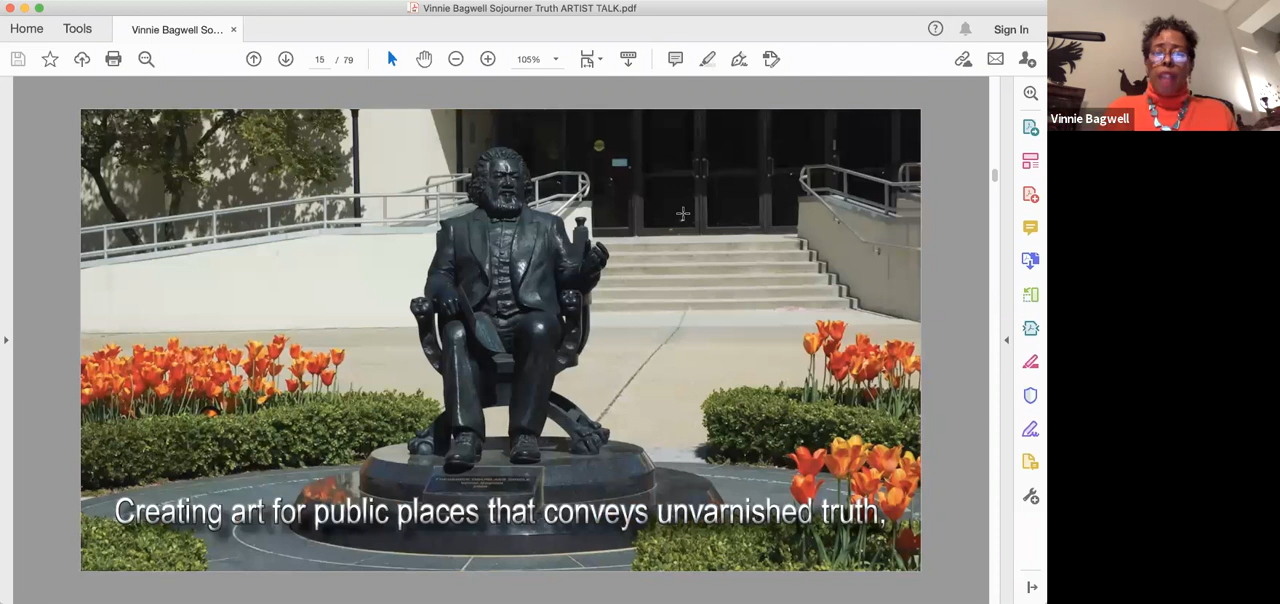 Vinnie Bagwell Sojourner Truth ARTIST TALK.pdf
Home
Tools
Vinnie Bagwell So... ×
Sign In
15 / 79
105%
Vinnie Bagwell
Creating art for public places that conveys unvarnished truth,